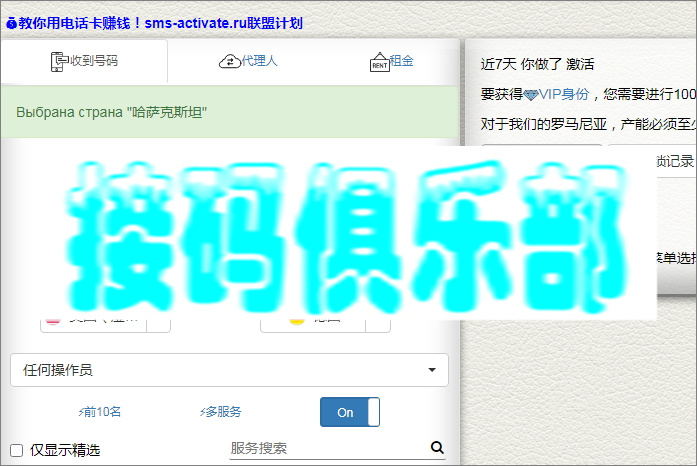 教你用电话卡赚钱！sms-activate.ru联盟计划
收到号码
代理人
RENT 租金
Выбрана страна "哈萨克斯坦"
近7天 你做了 激活
要获得VIP身份，您需要进行100
对于我们的罗马尼亚，产能必须至少
锁记录
菜单选择
接码俱乐部
任何操作员
⚡前10名
⚡多服务
On
仅显示精选
服务搜索